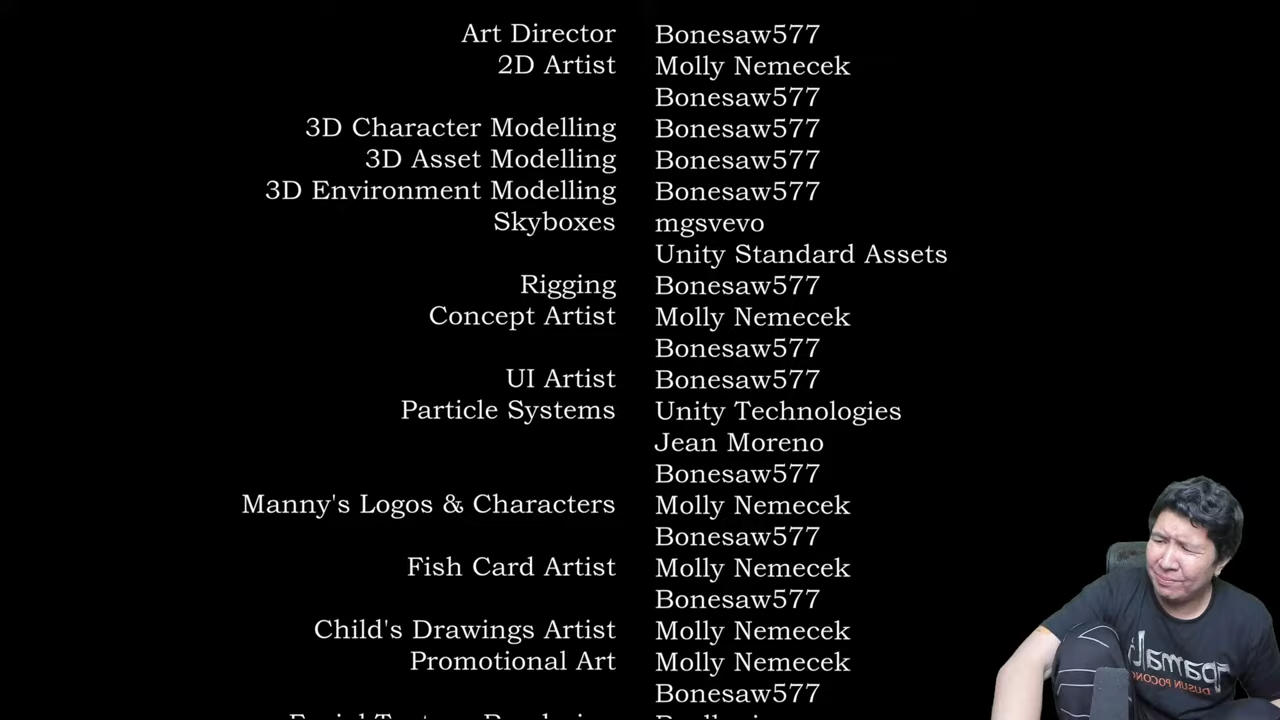 Art Director Bonesaw577
2D Artist Molly Nemecek
Bonesaw577
3D Character Modelling Bonesaw577
3D Asset Modelling Bonesaw577
3D Environment Modelling Bonesaw577
Skyboxes mgsvevo
Unity Standard Assets
Rigging Bonesaw577
Concept Artist Molly Nemecek
Bonesaw577
UI Artist Bonesaw577
Particle Systems Unity Technologies
Jean Moreno
Bonesaw577
Manny's Logos & Characters Molly Nemecek
Bonesaw577
Fish Card Artist Molly Nemecek
Bonesaw577
Child's Drawings Artist Molly Nemecek
Promotional Art Molly Nemecek
Bonesaw577
DUSUN POCONG